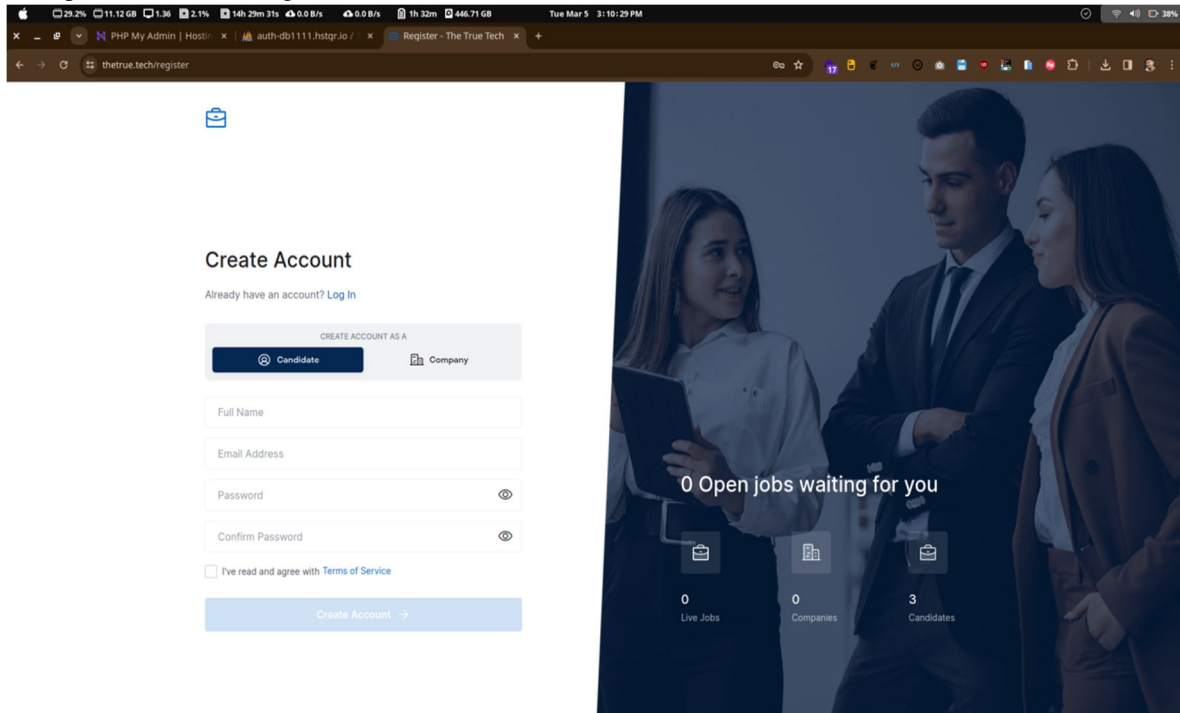 29.2% 11.12 GB 1.36 2.1% 14h 29m 31s 0.0 B/s 0.0 B/s 1h 32m 446.71 GB Tue Mar 5 3:10:29 PM 38%
PHP My Admin | Hostin auth-db1111.hstgr.io / Register - The True Tech
thetrue.tech/register
17
Create Account
Already have an account? Log In
CREATE ACCOUNT AS A
Candidate Company
Full Name
Email Address
Password
Confirm Password
I've read and agree with Terms of Service
Create Account →
0 Open jobs waiting for you
0 0 3
Live Jobs Companies Candidates